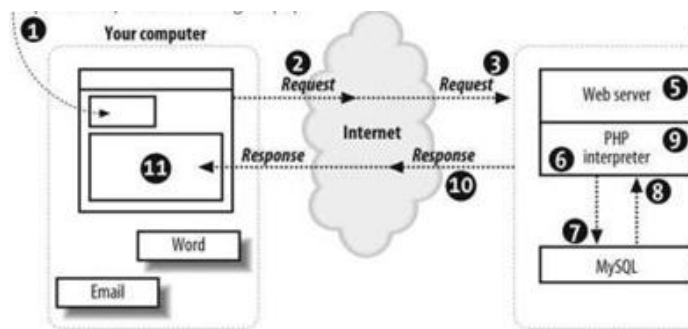 1
Your computer
2
3
Request
Request
Web server
5
Internet
PHP
interpreter
9
6
Response
Response
11
10
8
7
Word
MySQL
Email